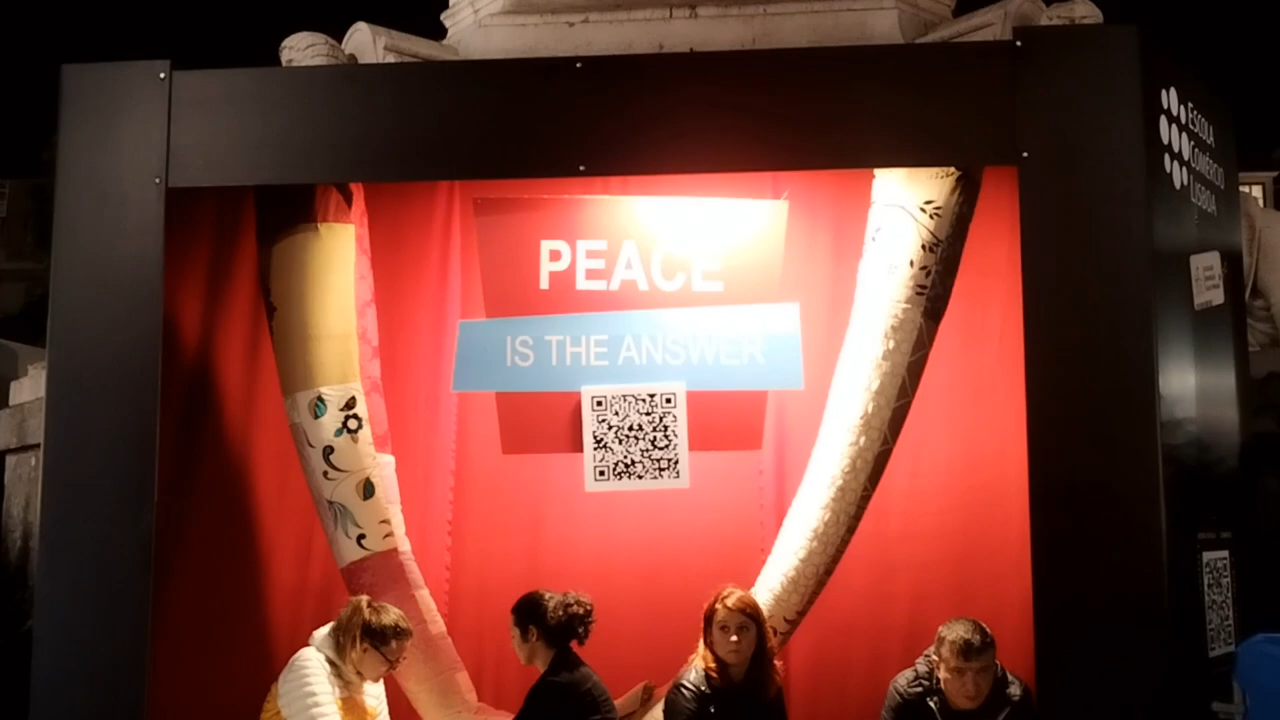 PEACE
IS THE ANSWER
ESCOLA
COMÉRCIO
LISBOA